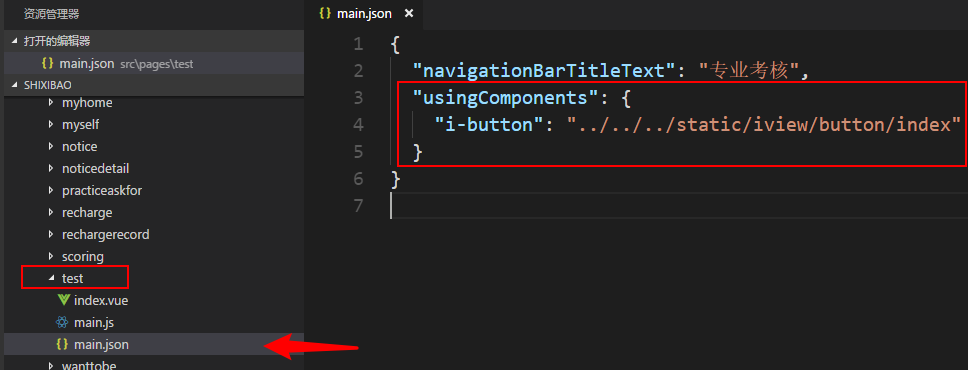 资源管理器
打开的编辑器
{ } main.json src\pages\test
SHIXIBAO
myhome
myself
notice
noticedetail
practiceaskfor
recharge
rechargerecord
scoring
test
index.vue
main.js
{ } main.json
wanttobe
{ } main.json ×
1 {
2 "navigationBarTitleText": "专业考核",
3 "usingComponents": {
4 "i-button": "../../../static/iview/button/index"
5 }
6 }
7